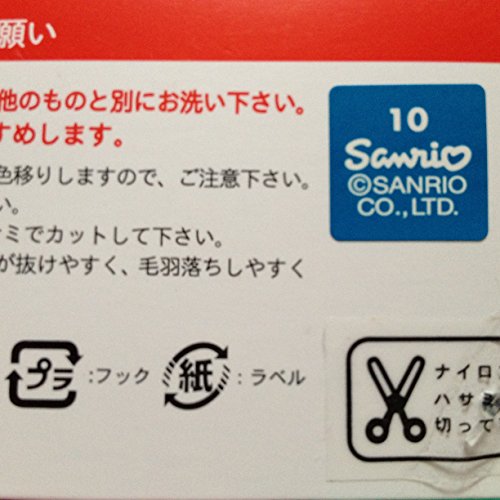 願い
他のものと別にお洗い下さい。
すめします。
色移りしますので、ご注意下さい。
い。
ミでカットして下さい。
が抜けやすく、毛羽落ちしやすく
10
Sanrio
©SANRIO
CO.,LTD.
プラ:フック
紙:ラベル
ナイロ
ハサミ
切って